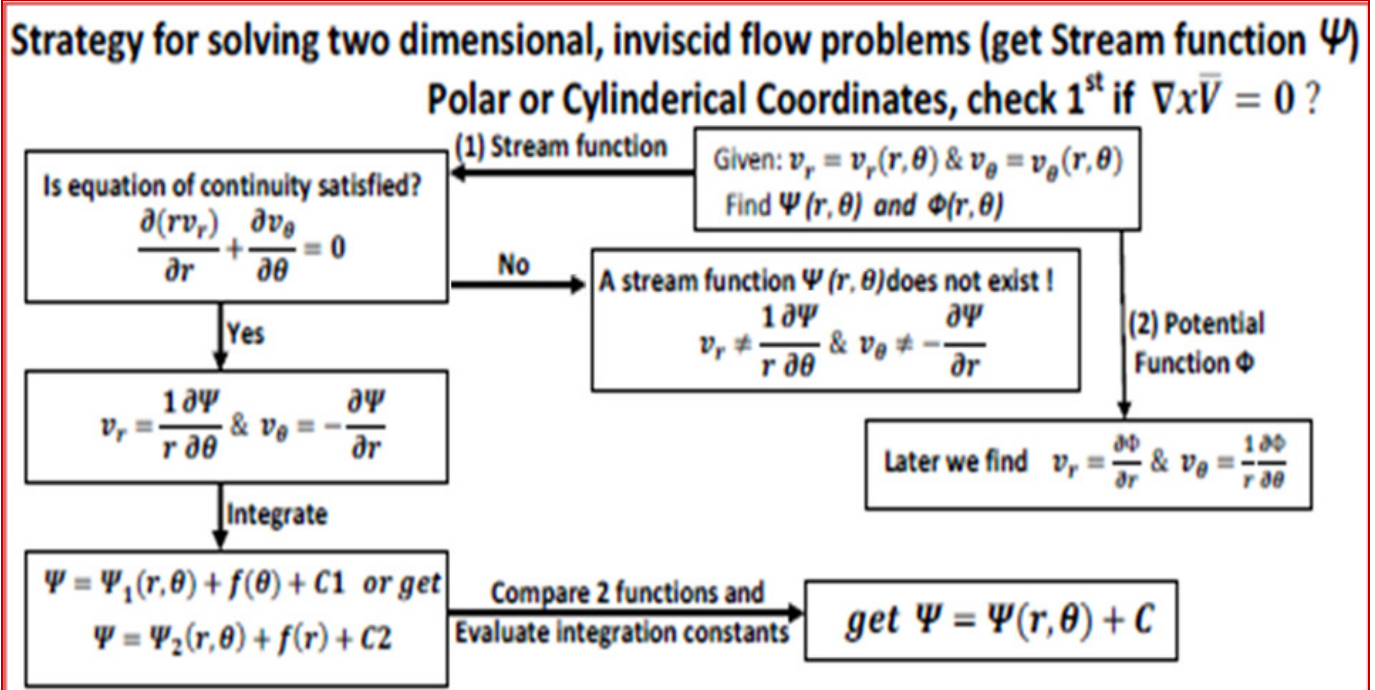 Strategy for solving two dimensional, inviscid flow problems (get Stream function Ψ)
Polar or Cylinderical Coordinates, check 1st if ∇xV̅ = 0 ?
(1) Stream function
Given: v_r = v_r(r, θ) & v_θ = v_θ(r, θ)
Find Ψ (r, θ) and Φ(r, θ)
Is equation of continuity satisfied?
∂(rv_r)/∂r + ∂v_θ/∂θ = 0
No
A stream function Ψ (r, θ)does not exist !
v_r ≠ 1/r ∂Ψ/∂θ & v_θ ≠ − ∂Ψ/∂r
(2) Potential
Function Φ
Yes
v_r = 1/r ∂Ψ/∂θ & v_θ = − ∂Ψ/∂r
Later we find v_r = ∂Φ/∂r & v_θ = 1/r ∂Φ/∂θ
Integrate
Ψ = Ψ₁(r, θ) + f(θ) + C1 or get
Ψ = Ψ₂(r, θ) + f(r) + C2
Compare 2 functions and
Evaluate integration constants
get Ψ = Ψ(r, θ) + C